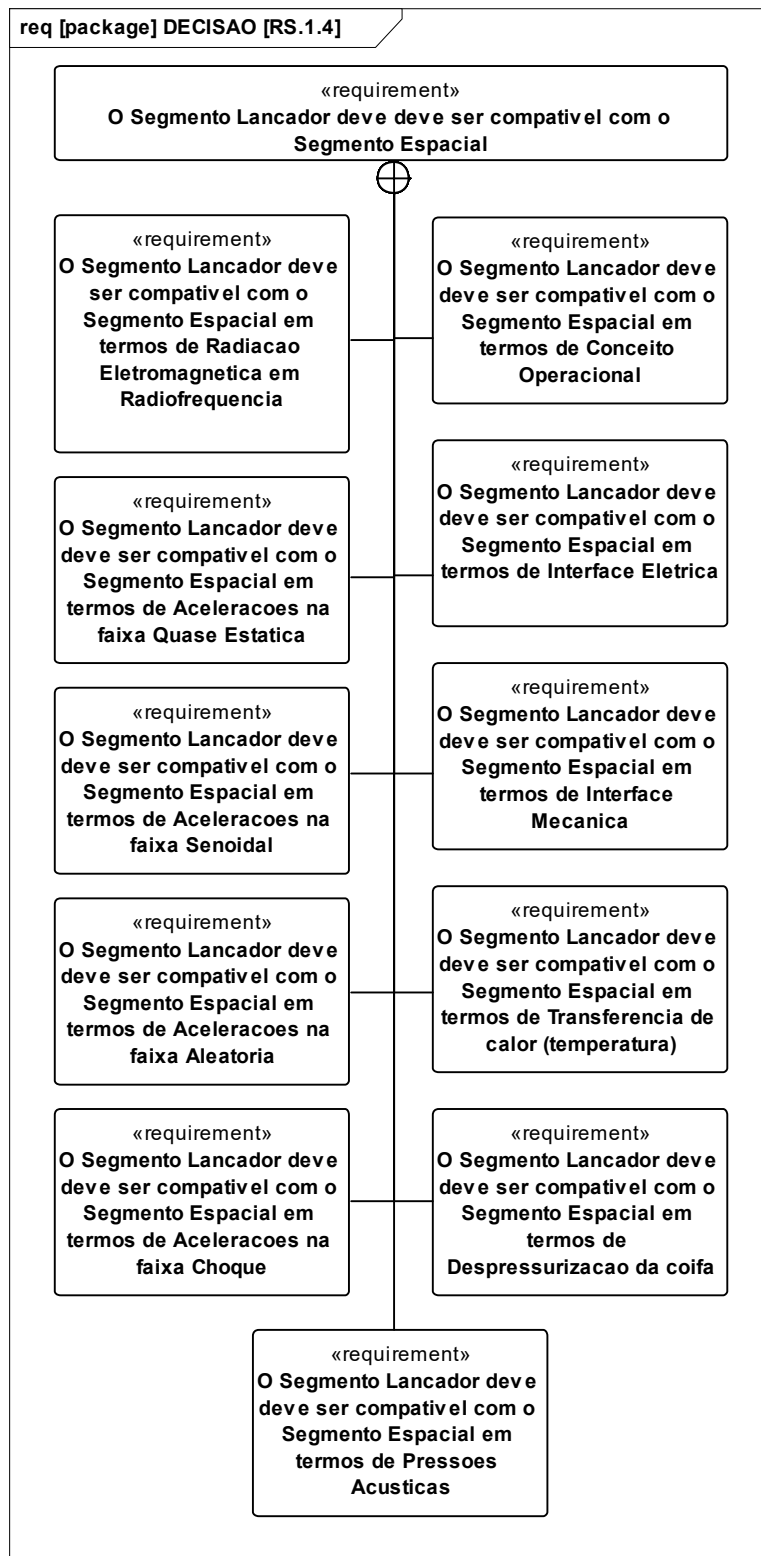 req [package] DECISAO [RS.1.4]
«requirement»
O Segmento Lancador deve deve ser compativel com o
Segmento Espacial
«requirement»
O Segmento Lancador deve
ser compativel com o
Segmento Espacial em
termos de Radiacao
Eletromagnetica em
Radiofrequencia
«requirement»
O Segmento Lancador deve
deve ser compativel com o
Segmento Espacial em
termos de Conceito
Operacional
«requirement»
O Segmento Lancador deve
deve ser compativel com o
Segmento Espacial em
termos de Aceleracoes na
faixa Quase Estatica
«requirement»
O Segmento Lancador deve
deve ser compativel com o
Segmento Espacial em
termos de Interface Eletrica
«requirement»
O Segmento Lancador deve
deve ser compativel com o
Segmento Espacial em
termos de Aceleracoes na
faixa Senoidal
«requirement»
O Segmento Lancador deve
deve ser compativel com o
Segmento Espacial em
termos de Interface
Mecanica
«requirement»
O Segmento Lancador deve
deve ser compativel com o
Segmento Espacial em
termos de Aceleracoes na
faixa Aleatoria
«requirement»
O Segmento Lancador deve
deve ser compativel com o
Segmento Espacial em
termos de Transferencia de
calor (temperatura)
«requirement»
O Segmento Lancador deve
deve ser compativel com o
Segmento Espacial em
termos de Aceleracoes na
faixa Choque
«requirement»
O Segmento Lancador deve
deve ser compativel com o
Segmento Espacial em
termos de
Despressurizacao da coifa
«requirement»
O Segmento Lancador deve
deve ser compativel com o
Segmento Espacial em
termos de Pressoes
Acusticas